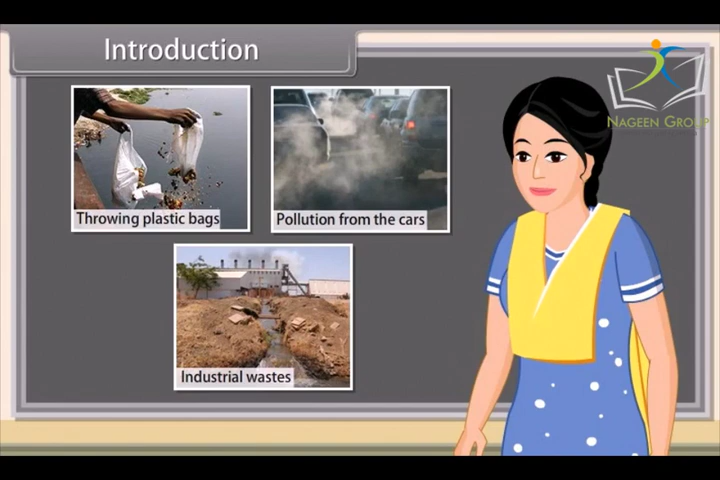 Introduction
NAGEEN GROUP
Throwing plastic bags
Pollution from the cars
Industrial wastes